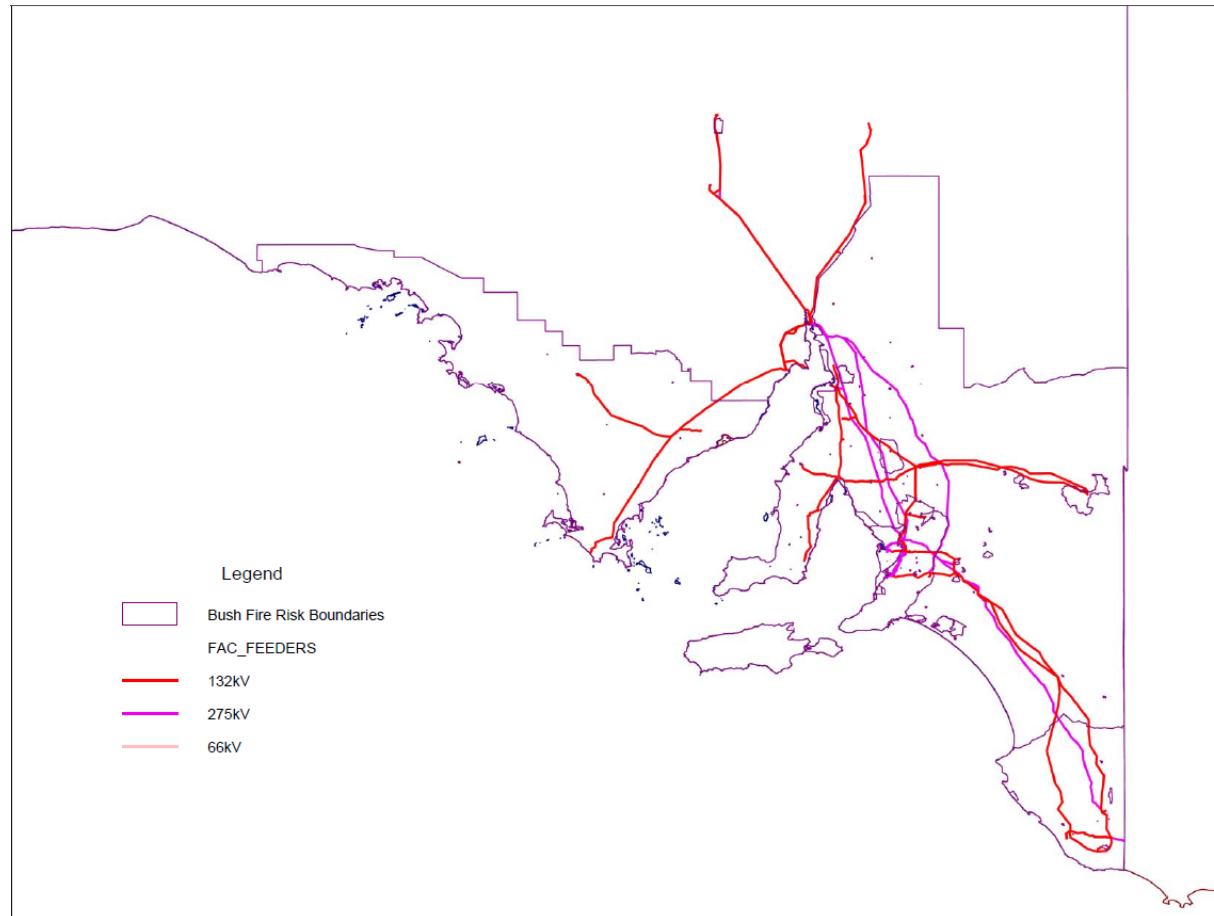 Legend
Bush Fire Risk Boundaries
FAC_FEEDERS
132kV
275kV
66kV